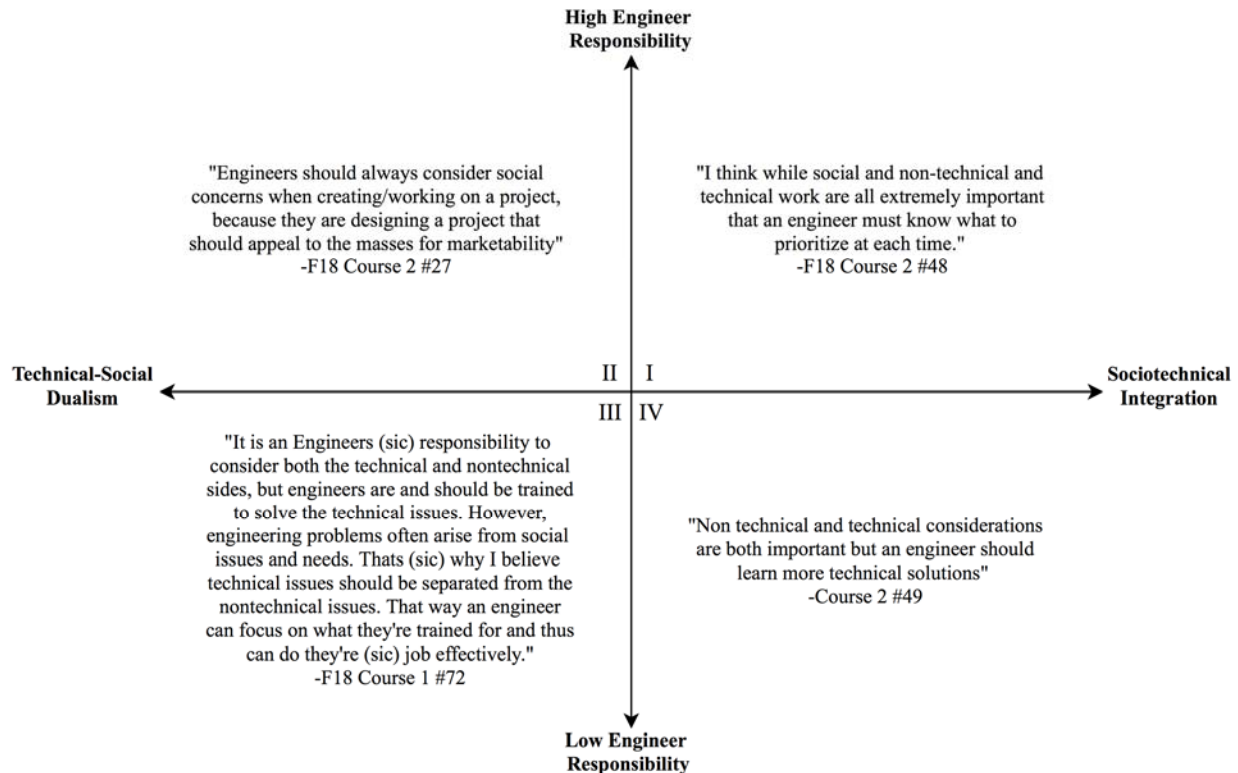 High Engineer
Responsibility
"Engineers should always consider social
concerns when creating/working on a project,
because they are designing a project that
should appeal to the masses for marketability"
-F18 Course 2 #27
"I think while social and non-technical and
technical work are all extremely important
that an engineer must know what to
prioritize at each time."
-F18 Course 2 #48
Technical-Social
Dualism
II
I
Sociotechnical
Integration
III
IV
"It is an Engineers (sic) responsibility to
consider both the technical and nontechnical
sides, but engineers are and should be trained
to solve the technical issues. However,
engineering problems often arise from social
issues and needs. Thats (sic) why I believe
technical issues should be separated from the
nontechnical issues. That way an engineer
can focus on what they're trained for and thus
can do they're (sic) job effectively."
-F18 Course 1 #72
"Non technical and technical considerations
are both important but an engineer should
learn more technical solutions"
-Course 2 #49
Low Engineer
Responsibility